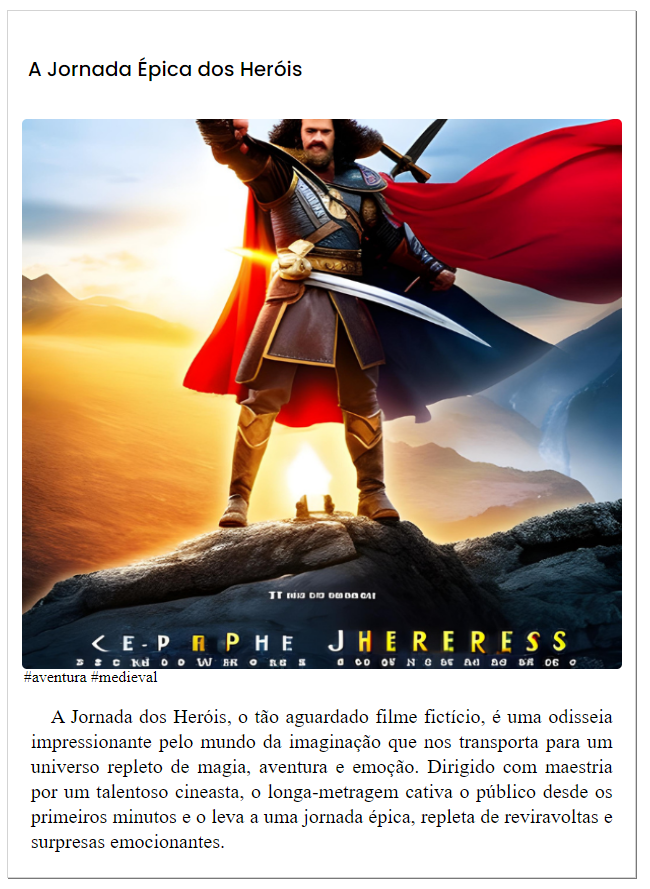 A Jornada Épica dos Heróis
JHERERESS
#aventura #medieval
A Jornada dos Heróis, o tão aguardado filme fictício, é uma odisseia
impressionante pelo mundo da imaginação que nos transporta para um
universo repleto de magia, aventura e emoção. Dirigido com maestria
por um talentoso cineasta, o longa-metragem cativa o público desde os
primeiros minutos e o leva a uma jornada épica, repleta de reviravoltas e
surpresas emocionantes.